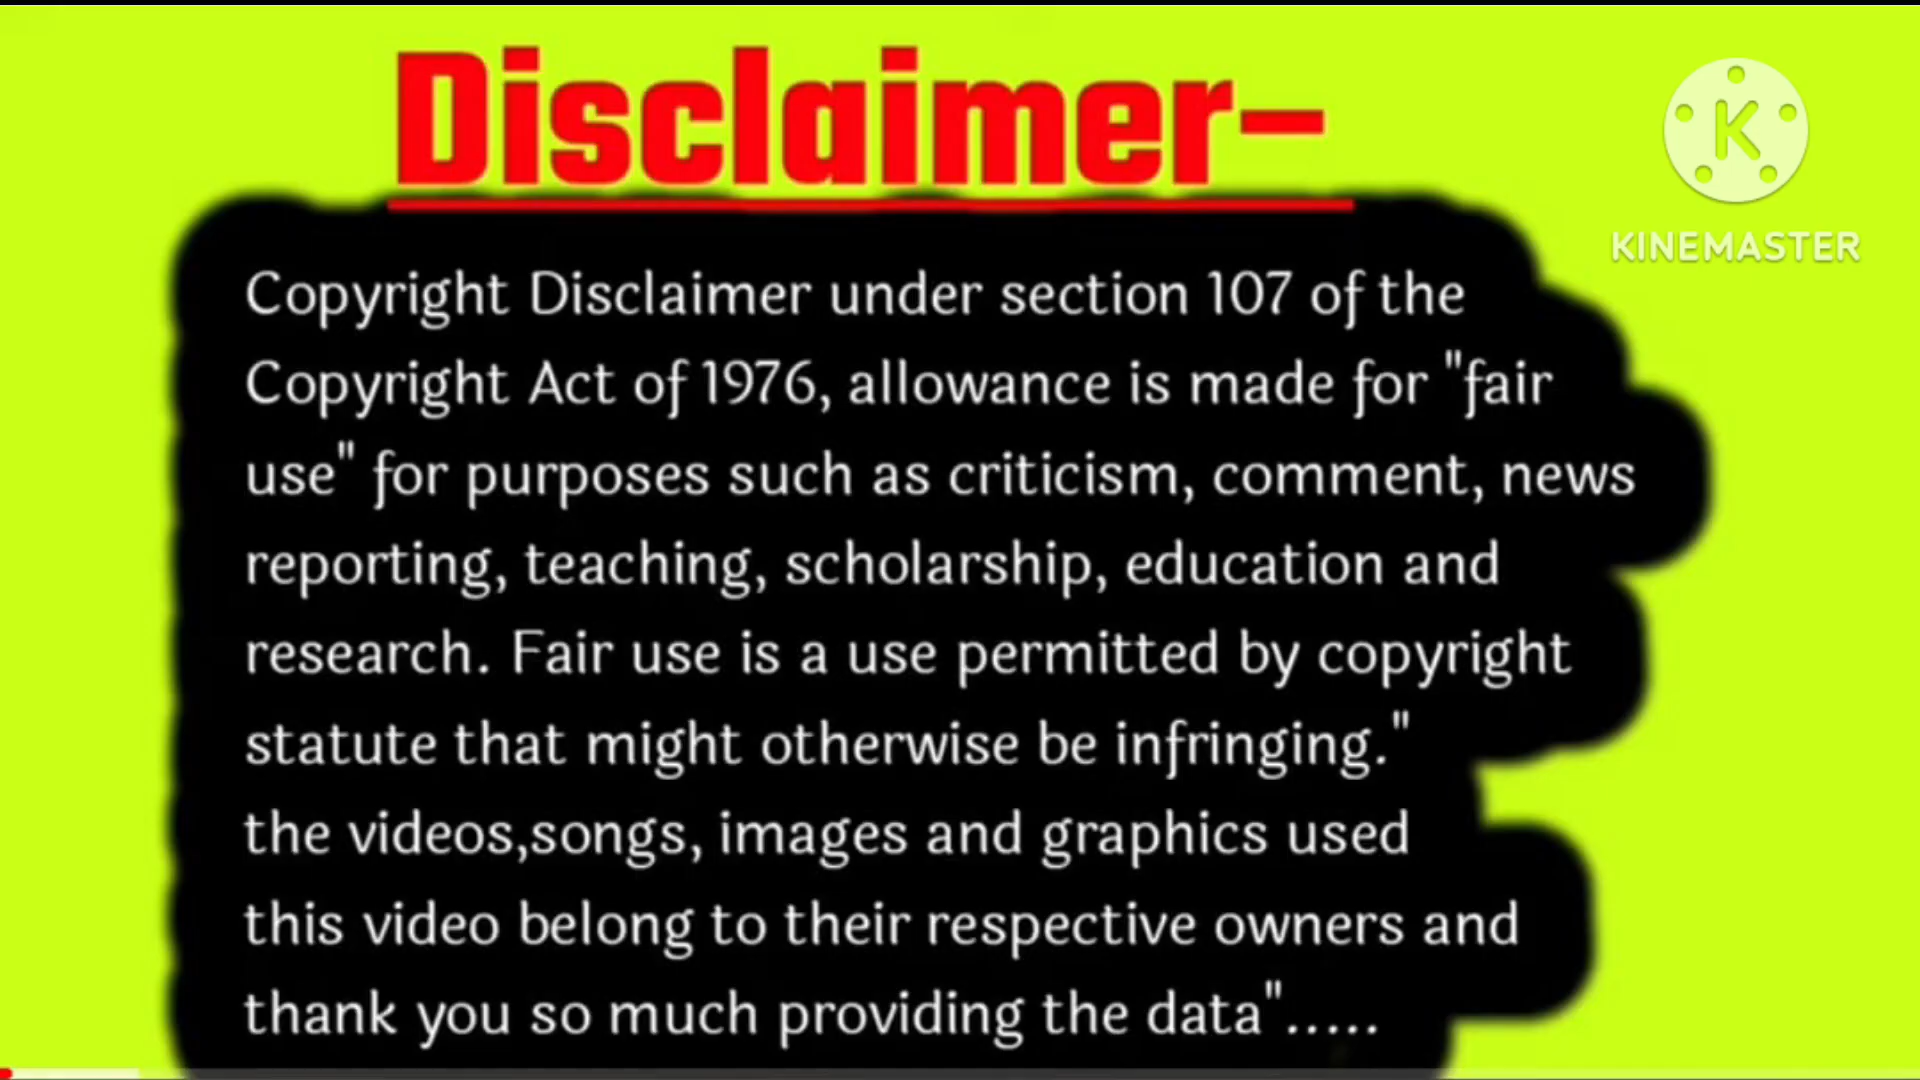 Disclaimer-
K
KINEMASTER
Copyright Disclaimer under section 107 of the
Copyright Act of 1976, allowance is made for "fair
use" for purposes such as criticism, comment, news
reporting, teaching, scholarship, education and
research. Fair use is a use permitted by copyright
statute that might otherwise be infringing."
the videos,songs, images and graphics used
this video belong to their respective owners and
thank you so much providing the data".....